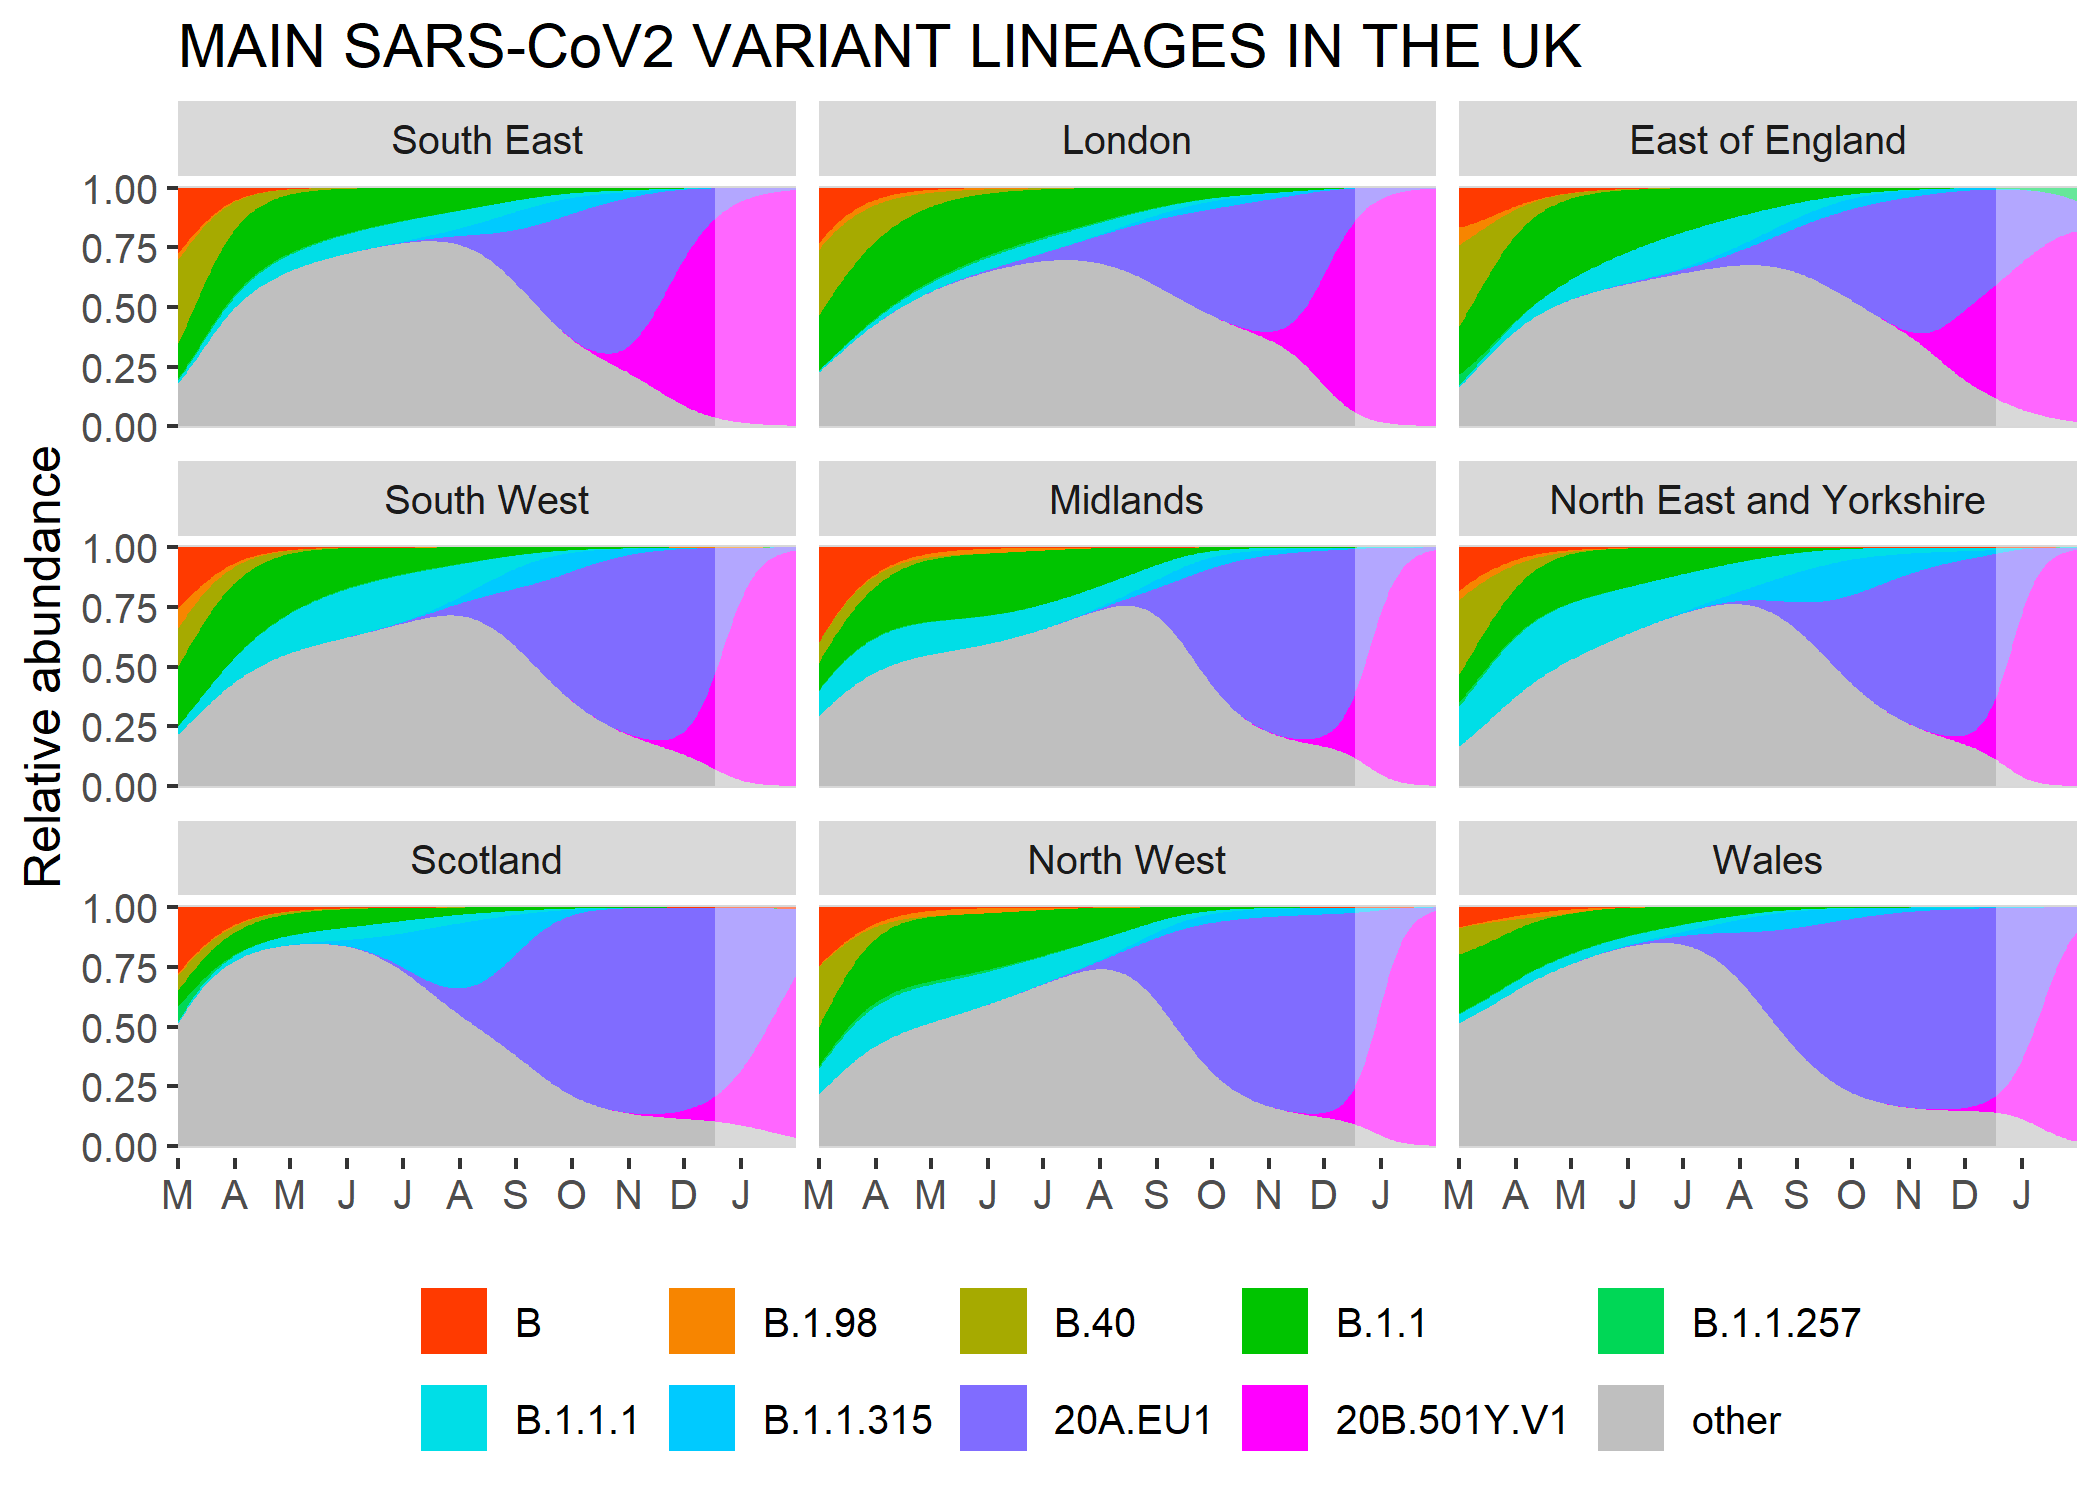 MAIN SARS-CoV2 VARIANT LINEAGES IN THE UK
South East London East of England
1.00
0.75
0.50
0.25
0.00
South West Midlands North East and Yorkshire
1.00
0.75
0.50
0.25
0.00
Relative abundance
Scotland North West Wales
1.00
0.75
0.50
0.25
0.00
M A M J J A S O N D J M A M J J A S O N D J M A M J J A S O N D J
B B.1.98 B.40 B.1.1 B.1.1.257
B.1.1.1 B.1.1.315 20A.EU1 20B.501Y.V1 other